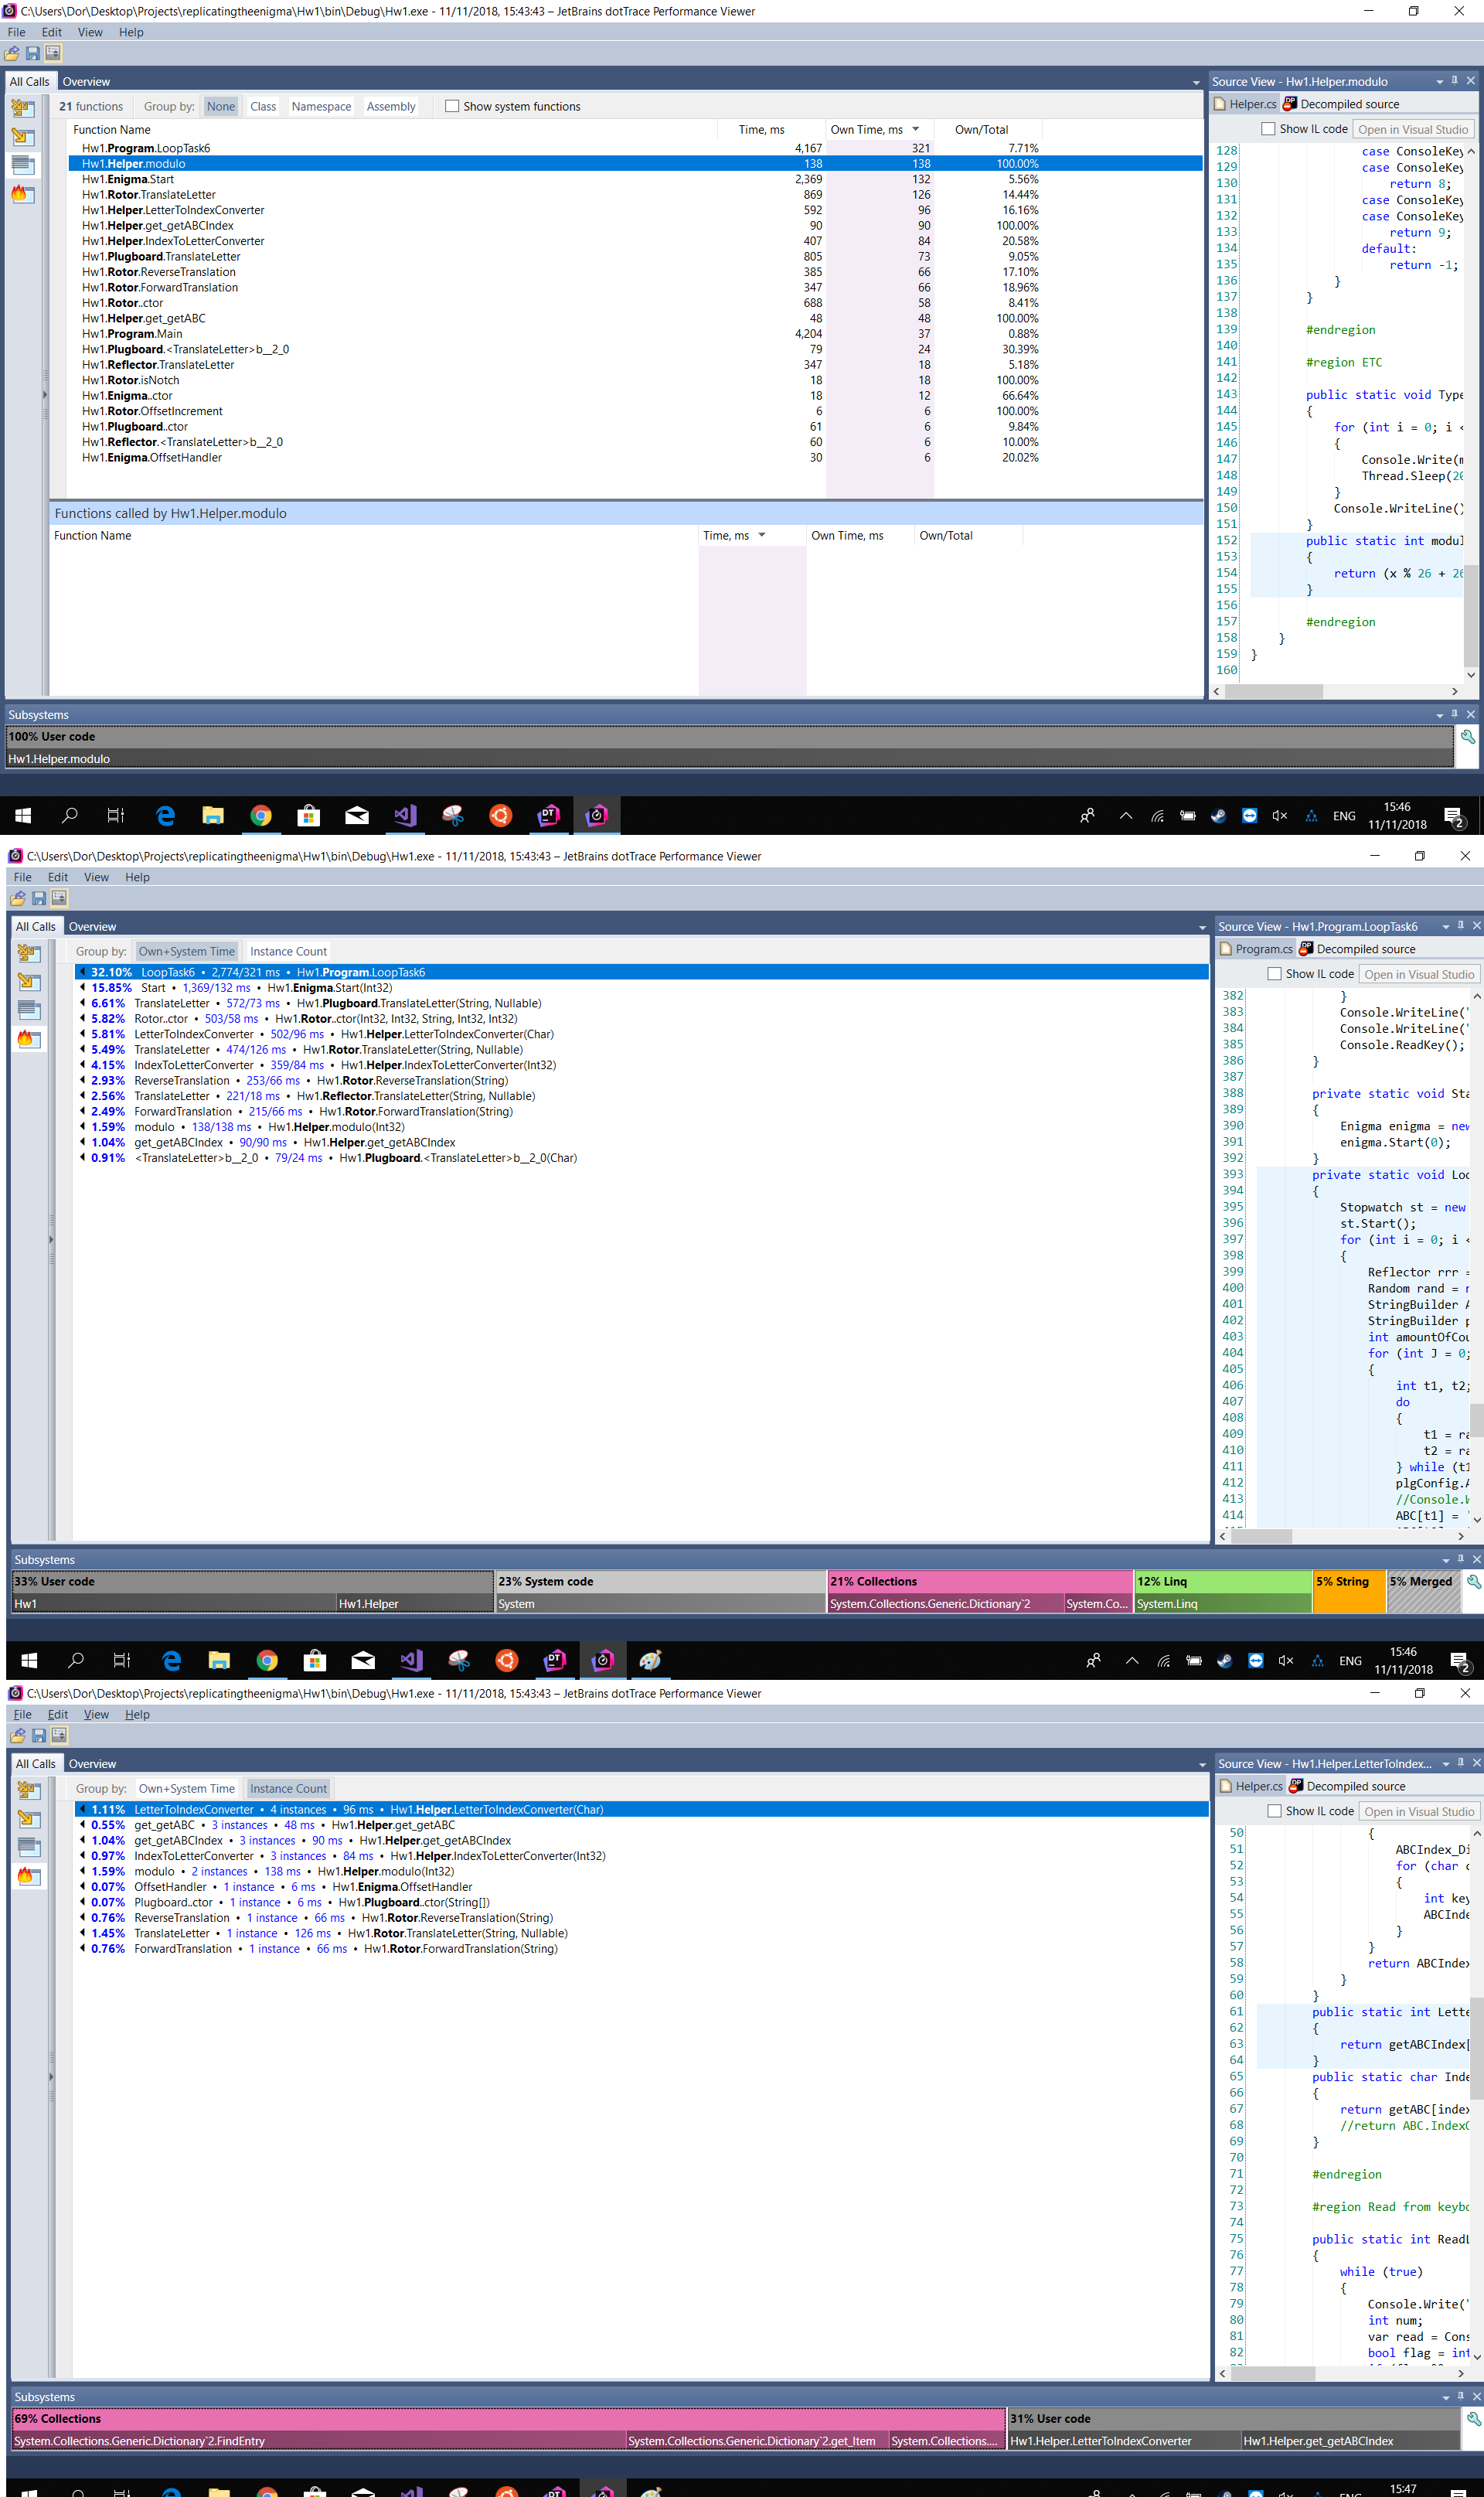 C:\Users\Dor\Desktop\Projects\replicatingtheenigma\Hw1\bin\Debug\Hw1.exe - 11/11/2018, 15:43:43 – JetBrains dotTrace Performance Viewer
File Edit View Help
All Calls Overview
21 functions Group by: None Class Namespace Assembly Show system functions
Function Name Time, ms Own Time, ms Own/Total
Hw1.Program.LoopTask6 4,167 321 7.71%
Hw1.Helper.modulo 138 138 100.00%
Hw1.Enigma.Start 2,369 132 5.56%
Hw1.Rotor.TranslateLetter 869 126 14.44%
Hw1.Helper.LetterToIndexConverter 592 96 16.16%
Hw1.Helper.get_getABCIndex 90 90 100.00%
Hw1.Helper.IndexToLetterConverter 407 84 20.58%
Hw1.Plugboard.TranslateLetter 805 73 9.05%
Hw1.Rotor.ReverseTranslation 385 66 17.10%
Hw1.Rotor.ForwardTranslation 347 66 18.96%
Hw1.Rotor..ctor 688 58 8.41%
Hw1.Helper.get_getABC 48 48 100.00%
Hw1.Program.Main 4,204 37 0.88%
Hw1.Plugboard.<TranslateLetter>b__2_0 79 24 30.39%
Hw1.Reflector.TranslateLetter 347 18 5.18%
Hw1.Rotor.isNotch 18 18 100.00%
Hw1.Enigma..ctor 18 12 66.64%
Hw1.Rotor.OffsetIncrement 6 6 100.00%
Hw1.Plugboard..ctor 61 6 9.84%
Hw1.Reflector.<TranslateLetter>b__2_0 60 6 10.00%
Hw1.Enigma.OffsetHandler 30 6 20.02%
Functions called by Hw1.Helper.modulo
Function Name Time, ms Own Time, ms Own/Total
Source View - Hw1.Helper.modulo
Helper.cs Decompiled source
Show IL code Open in Visual Studio
128 case ConsoleKey
129 case ConsoleKey
130 return 8;
131 case ConsoleKey
132 case ConsoleKey
133 return 9;
134 default:
135 return -1;
136 }
137 }
138
139 #endregion
140
141 #region ETC
142
143 public static void Type
144 {
145 for (int i = 0; i <
146 {
147 Console.Write(m
148 Thread.Sleep(20
149 }
150 Console.WriteLine()
151 }
152 public static int modul
153 {
154 return (x % 26 + 26
155 }
156
157 #endregion
158 }
159 }
160
Subsystems
100% User code
Hw1.Helper.modulo
ENG 15:46
11/11/2018
2
C:\Users\Dor\Desktop\Projects\replicatingtheenigma\Hw1\bin\Debug\Hw1.exe - 11/11/2018, 15:43:43 – JetBrains dotTrace Performance Viewer
File Edit View Help
All Calls Overview
Group by: Own+System Time Instance Count
32.10% LoopTask6 • 2,774/321 ms • Hw1.Program.LoopTask6
15.85% Start • 1,369/132 ms • Hw1.Enigma.Start(Int32)
6.61% TranslateLetter • 572/73 ms • Hw1.Plugboard.TranslateLetter(String, Nullable)
5.82% Rotor..ctor • 503/58 ms • Hw1.Rotor..ctor(Int32, Int32, String, Int32, Int32)
5.81% LetterToIndexConverter • 502/96 ms • Hw1.Helper.LetterToIndexConverter(Char)
5.49% TranslateLetter • 474/126 ms • Hw1.Rotor.TranslateLetter(String, Nullable)
4.15% IndexToLetterConverter • 359/84 ms • Hw1.Helper.IndexToLetterConverter(Int32)
2.93% ReverseTranslation • 253/66 ms • Hw1.Rotor.ReverseTranslation(String)
2.56% TranslateLetter • 221/18 ms • Hw1.Reflector.TranslateLetter(String, Nullable)
2.49% ForwardTranslation • 215/66 ms • Hw1.Rotor.ForwardTranslation(String)
1.59% modulo • 138/138 ms • Hw1.Helper.modulo(Int32)
1.04% get_getABCIndex • 90/90 ms • Hw1.Helper.get_getABCIndex
0.91% <TranslateLetter>b__2_0 • 79/24 ms • Hw1.Plugboard.<TranslateLetter>b__2_0(Char)
Source View - Hw1.Program.LoopTask6
Program.cs Decompiled source
Show IL code Open in Visual Studio
382 }
383 Console.WriteLine("
384 Console.WriteLine("
385 Console.ReadKey();
386 }
387
388 private static void Sta
389 {
390 Enigma enigma = new
391 enigma.Start(0);
392 }
393 private static void Loo
394 {
395 Stopwatch st = new
396 st.Start();
397 for (int i = 0; i <
398 {
399 Reflector rrr =
400 Random rand = n
401 StringBuilder A
402 StringBuilder p
403 int amountOfCou
404 for (int J = 0;
405 {
406 int t1, t2;
407 do
408 {
409 t1 = ra
410 t2 = ra
411 } while (t1
412 plgConfig.A
413 //Console.W
414 ABC[t1] = '
Subsystems
33% User code 23% System code 21% Collections 12% Linq 5% String 5% Merged
Hw1 Hw1.Helper System System.Collections.Generic.Dictionary`2 System.Co... System.Linq
ENG 15:46
11/11/2018
2
C:\Users\Dor\Desktop\Projects\replicatingtheenigma\Hw1\bin\Debug\Hw1.exe - 11/11/2018, 15:43:43 – JetBrains dotTrace Performance Viewer
File Edit View Help
All Calls Overview
Group by: Own+System Time Instance Count
1.11% LetterToIndexConverter • 4 instances • 96 ms • Hw1.Helper.LetterToIndexConverter(Char)
0.55% get_getABC • 3 instances • 48 ms • Hw1.Helper.get_getABC
1.04% get_getABCIndex • 3 instances • 90 ms • Hw1.Helper.get_getABCIndex
0.97% IndexToLetterConverter • 3 instances • 84 ms • Hw1.Helper.IndexToLetterConverter(Int32)
1.59% modulo • 2 instances • 138 ms • Hw1.Helper.modulo(Int32)
0.07% OffsetHandler • 1 instance • 6 ms • Hw1.Enigma.OffsetHandler
0.07% Plugboard..ctor • 1 instance • 6 ms • Hw1.Plugboard..ctor(String[])
0.76% ReverseTranslation • 1 instance • 66 ms • Hw1.Rotor.ReverseTranslation(String)
1.45% TranslateLetter • 1 instance • 126 ms • Hw1.Rotor.TranslateLetter(String, Nullable)
0.76% ForwardTranslation • 1 instance • 66 ms • Hw1.Rotor.ForwardTranslation(String)
Source View - Hw1.Helper.LetterToIndex...
Helper.cs Decompiled source
Show IL code Open in Visual Studio
50 {
51 ABCIndex_Di
52 for (char c
53 {
54 int key
55 ABCInde
56 }
57 }
58 return ABCIndex
59 }
60 }
61 public static int Lette
62 {
63 return getABCIndex[
64 }
65 public static char Inde
66 {
67 return getABC[index
68 //return ABC.IndexO
69 }
70
71 #endregion
72
73 #region Read from keybo
74
75 public static int ReadL
76 {
77 while (true)
78 {
79 Console.Write("
80 int num;
81 var read = Cons
82 bool flag = int
Subsystems
69% Collections 31% User code
System.Collections.Generic.Dictionary`2.FindEntry System.Collections.Generic.Dictionary`2.get_Item System.Collections.... Hw1.Helper.LetterToIndexConverter Hw1.Helper.get_getABCIndex
15:47